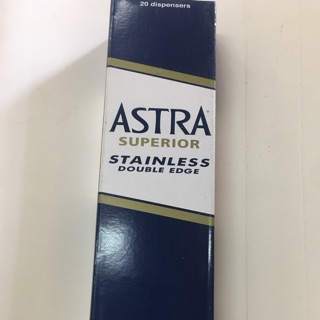 20 dispensers
ASTRA
SUPERIOR
STAINLESS
DOUBLE EDGE